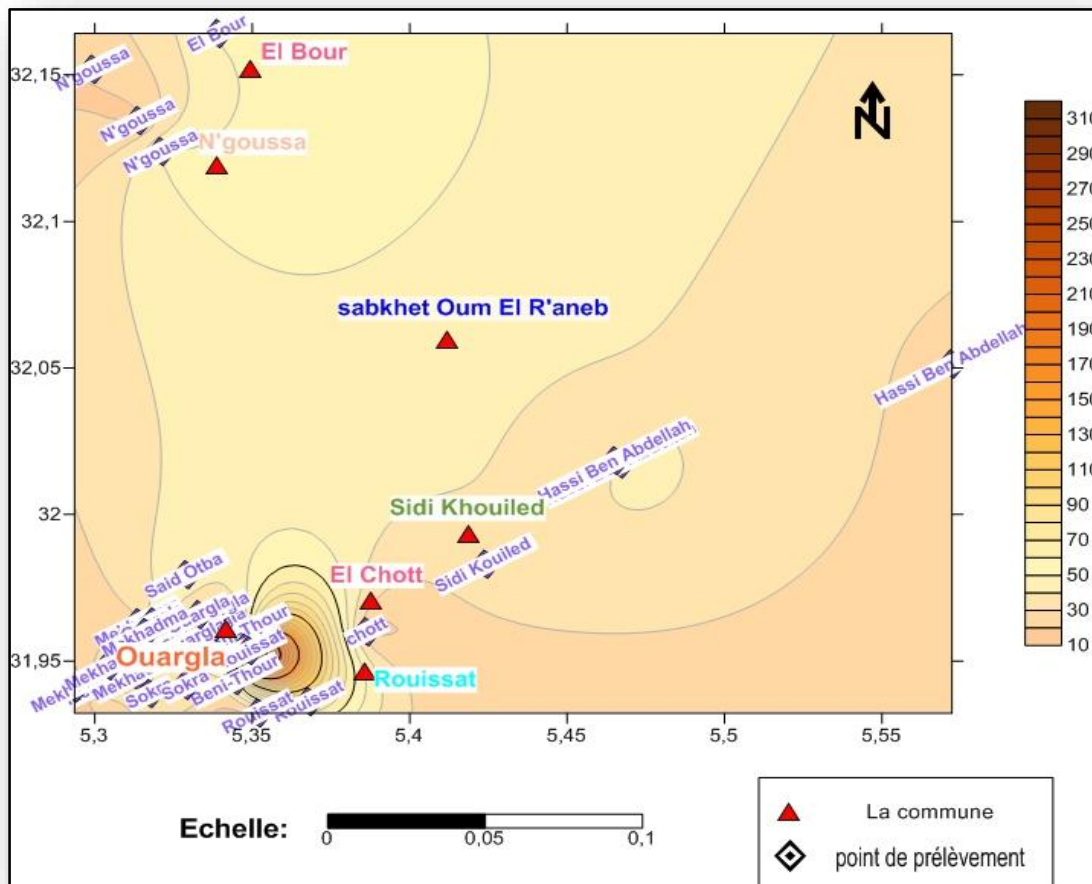 El Bour
El Bour
N'goussa
N'goussa
N'goussa
N'goussa
sabkhet Oum El R'aneb
Hassi Ben Abdellah
Hassi Ben Abdellah
Sidi Khouiled
Sidi Kouiled
Said Otba
El Chott
chott
Mekhadma
Ouargla
Rouissat
Beni-Thour
Rouissat
Rouissat
32,15
32,1
32,05
32
31,95
5,3
5,35
5,4
5,45
5,5
5,55
N
310
290
270
250
230
210
190
170
150
130
110
90
70
50
30
10
Echelle:
0
0,05
0,1
La commune
point de prélèvement